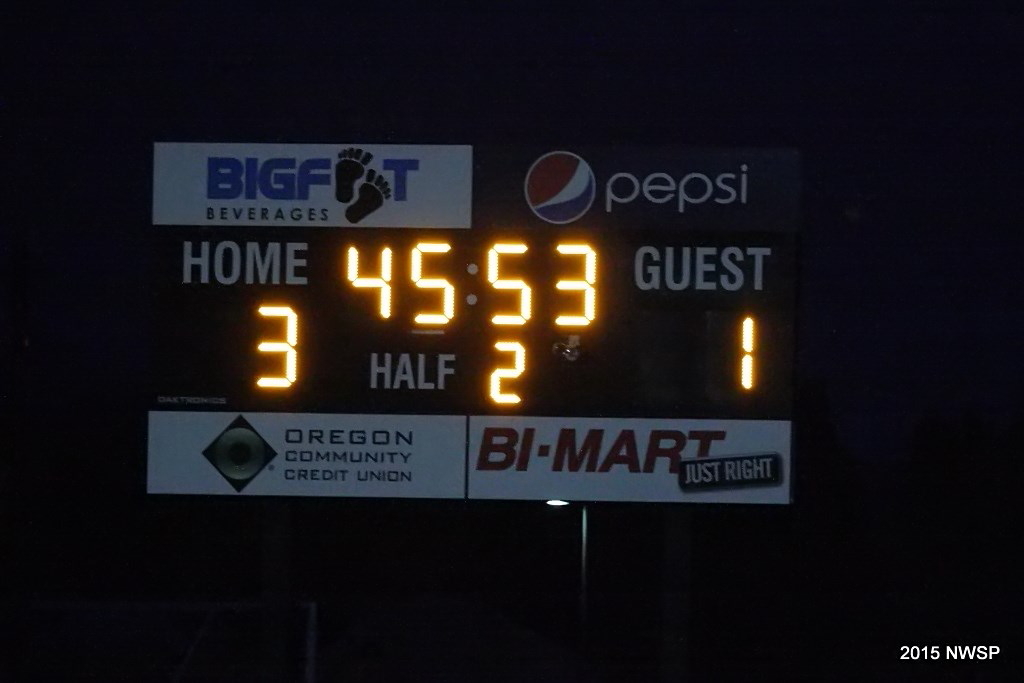 BIGFOOT
BEVERAGES
pepsi
HOME 45:53 GUEST
3 HALF 2 1
DAKTRONICS
OREGON
COMMUNITY
CREDIT UNION
BI-MART
JUST RIGHT
2015 NWSP